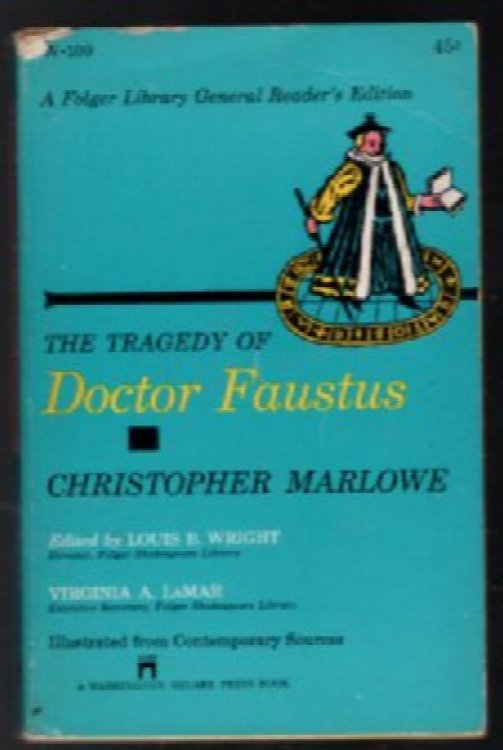 N-100
45¢
A Folger Library General Reader's Edition
THE TRAGEDY OF
Doctor Faustus
CHRISTOPHER MARLOWE
Edited by LOUIS B. WRIGHT
Director, Folger Shakespeare Library
VIRGINIA A. LaMAR
Executive Secretary, Folger Shakespeare Library
Illustrated from Contemporary Sources
A WASHINGTON SQUARE PRESS BOOK